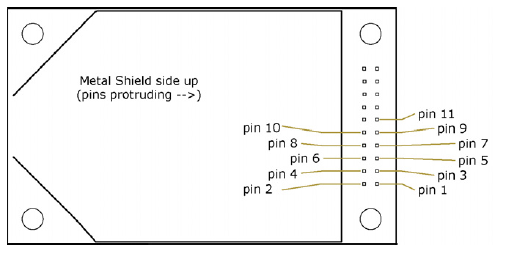 Metal Shield side up
(pins protruding -->)
pin 11
pin 10
pin 9
pin 8
pin 7
pin 6
pin 5
pin 4
pin 3
pin 2
pin 1